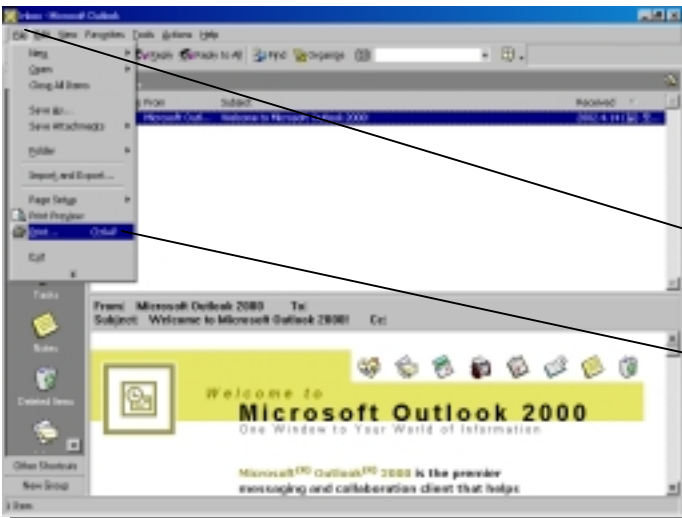 Inbox - Microsoft Outlook
File Edit View Favorites Tools Actions Help
New
Reply to All Find Organize
Open
Close All Items
From Subject Received
Save As...
Microsoft Outl... Welcome to Microsoft Outlook 2000!
Save Attachments
Folder
Import and Export...
Page Setup
Print Preview
Print... Ctrl+P
Exit
Tasks
From: Microsoft Outlook 2000 To:
Subject: Welcome to Microsoft Outlook 2000! Cc:
Notes
Welcome to
Deleted Items
Microsoft Outlook 2000
One Window to Your World of Information
Other Shortcuts
Microsoft(R) Outlook(R) 2000 is the premier
New Group
messaging and collaboration client that helps
1 Item